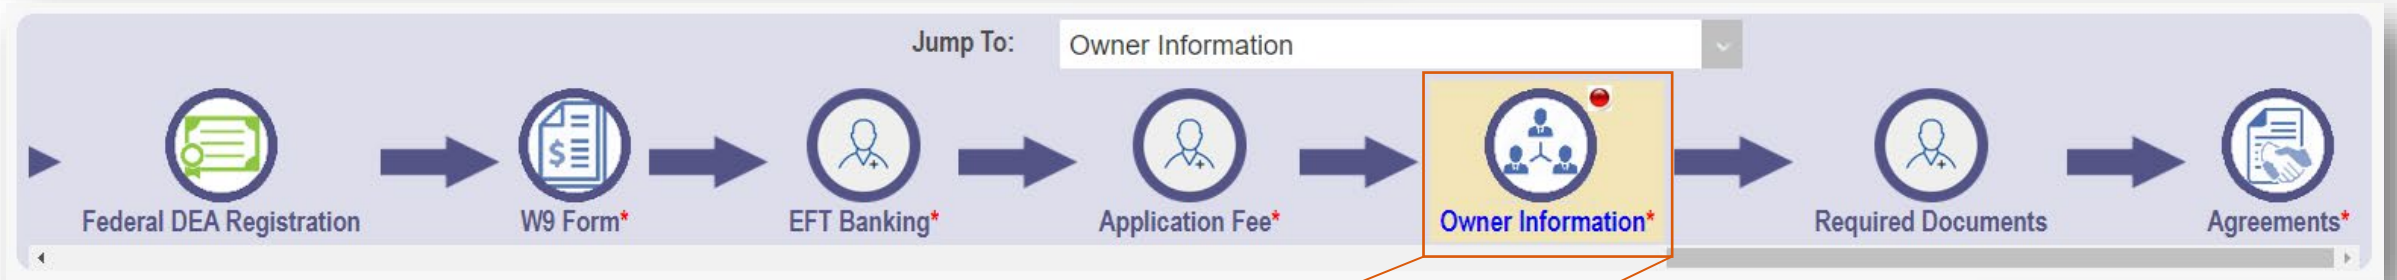 Jump To: Owner Information
Federal DEA Registration W9 Form* EFT Banking* Application Fee* Owner Information* Required Documents Agreements*